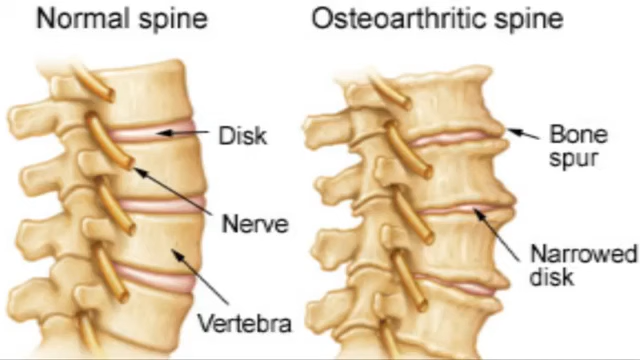 Normal spine
Osteoarthritic spine
Disk
Nerve
Vertebra
Bone
spur
Narrowed
disk